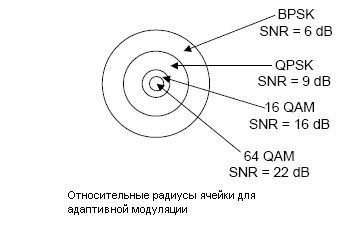 BPSK
SNR = 6 dB
QPSK
SNR = 9 dB
16 QAM
SNR = 16 dB
64 QAM
SNR = 22 dB
Относительные радиусы ячейки для
адаптивной модуляции